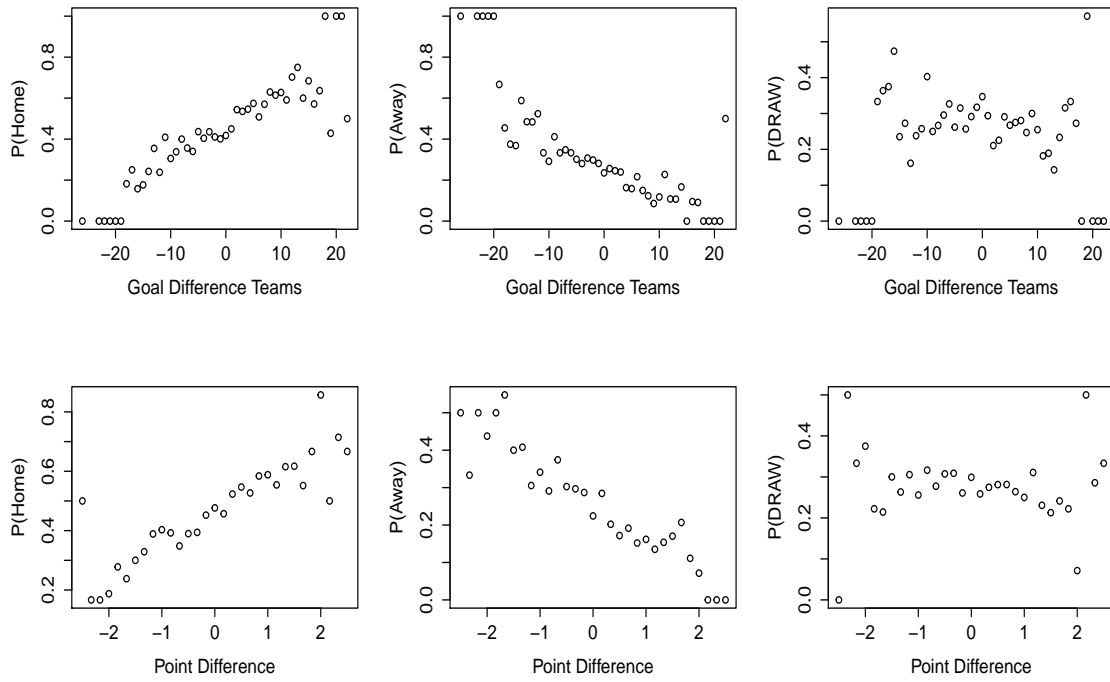 P(Home)
0.0 0.4 0.8
−20 −10 0 10 20
Goal Difference Teams
P(Away)
0.0 0.4 0.8
−20 −10 0 10 20
Goal Difference Teams
P(DRAW)
0.0 0.2 0.4
−20 −10 0 10 20
Goal Difference Teams
P(Home)
0.2 0.4 0.6 0.8
−2 −1 0 1 2
Point Difference
P(Away)
0.0 0.2 0.4
−2 −1 0 1 2
Point Difference
P(DRAW)
0.0 0.2 0.4
−2 −1 0 1 2
Point Difference